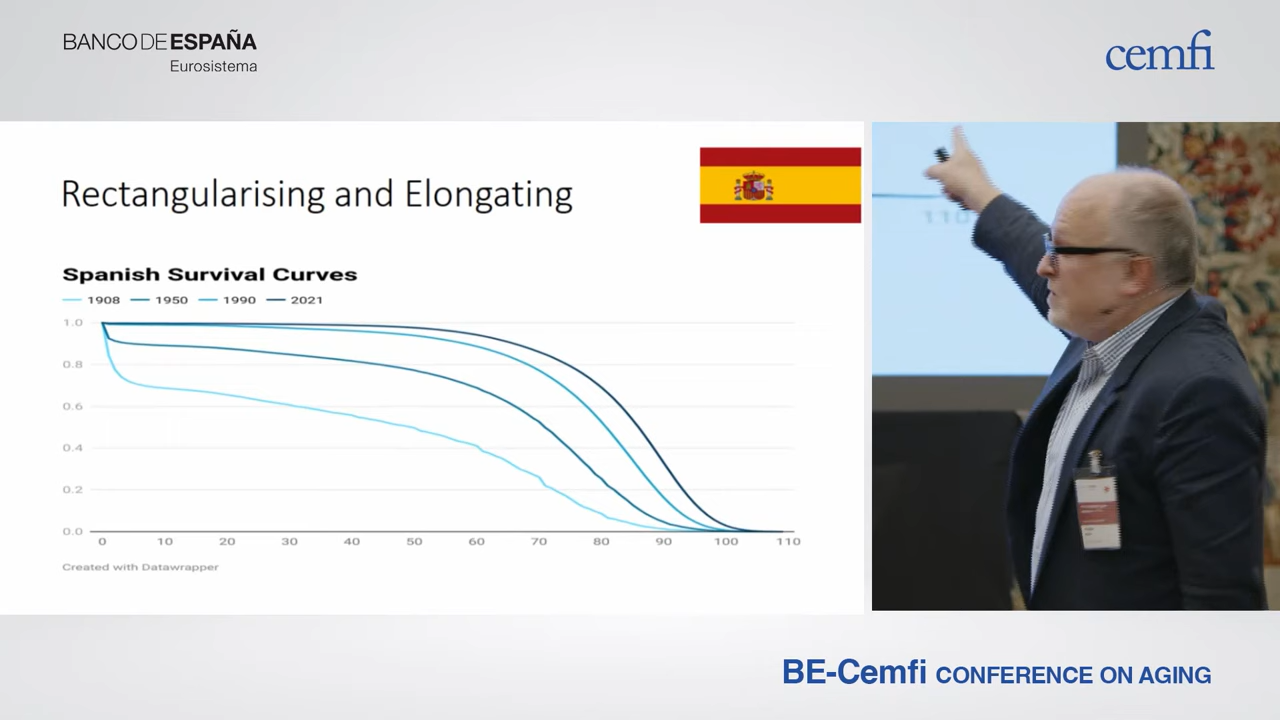 BANCO DE ESPAÑA
Eurosistema
cemfi
Rectangularising and Elongating
Spanish Survival Curves
1908 1950 1990 2021
1.0
0.8
0.6
0.4
0.2
0.0
0 10 20 30 40 50 60 70 80 90 100 110
Created with Datawrapper
110
BE-Cemfi CONFERENCE ON AGING